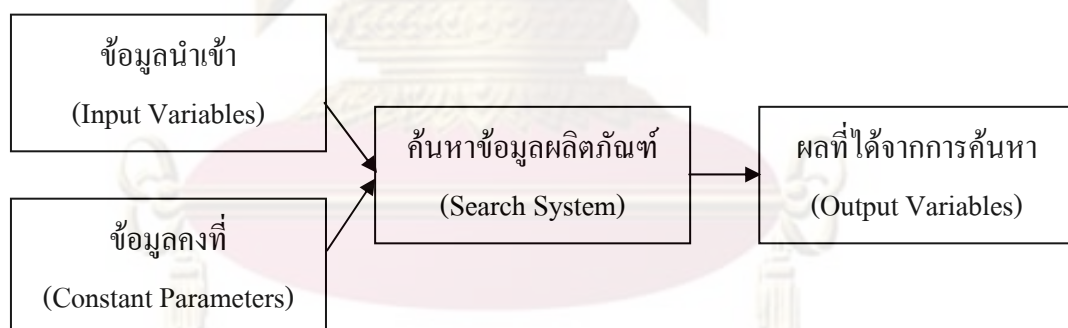 ข้อมูลนำเข้า
(Input Variables)
ข้อมูลคงที่
(Constant Parameters)
ค้นหาข้อมูลผลิตภัณฑ์
(Search System)
ผลที่ได้จากการค้นหา
(Output Variables)